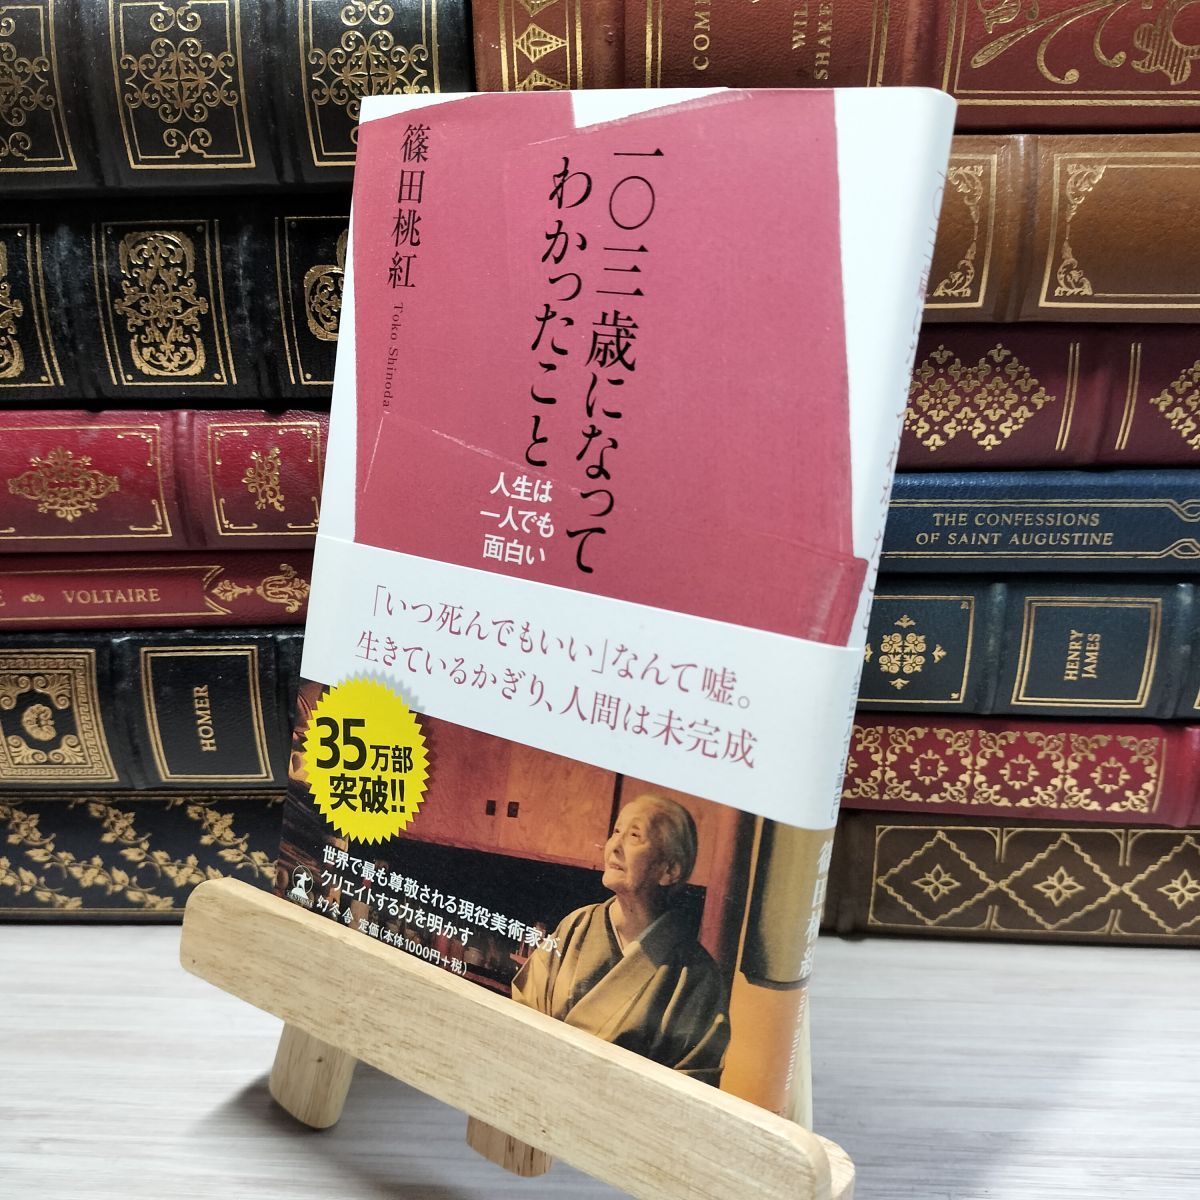 一〇三歳になって
わかったこと
人生は
一人でも
面白い
篠田桃紅
Toko Shinoda
「いつ死んでもいい」なんて嘘。
生きているかぎり、人間は未完成
35万部
突破!!
世界で最も尊敬される現役美術家が、
クリエイトする力を明かす
幻冬舎 定価(本体1000円+税)
VOLTAIRE
HOMER
THE CONFESSIONS
OF SAINT AUGUSTINE
HENRY
JAMES